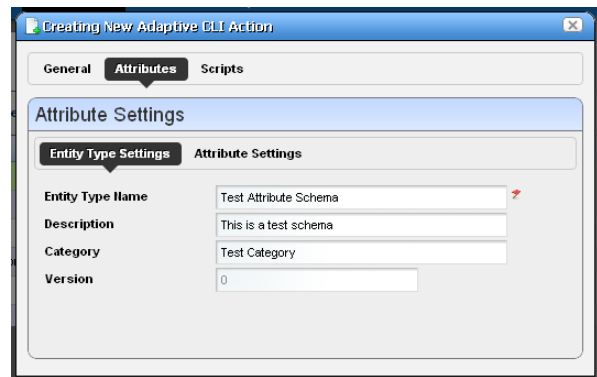 Creating New Adaptive CLI Action
General Attributes Scripts
Attribute Settings
Entity Type Settings Attribute Settings
Entity Type Name Test Attribute Schema
Description This is a test schema
Category Test Category
Version 0